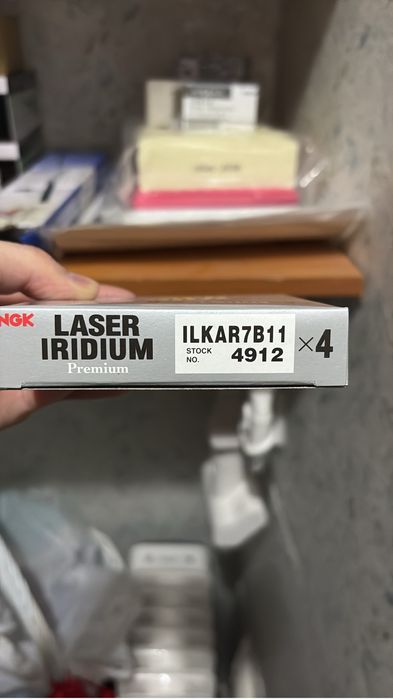 NGK
LASER
IRIDIUM
Premium
ILKAR7B11
STOCK
NO.
4912
×4